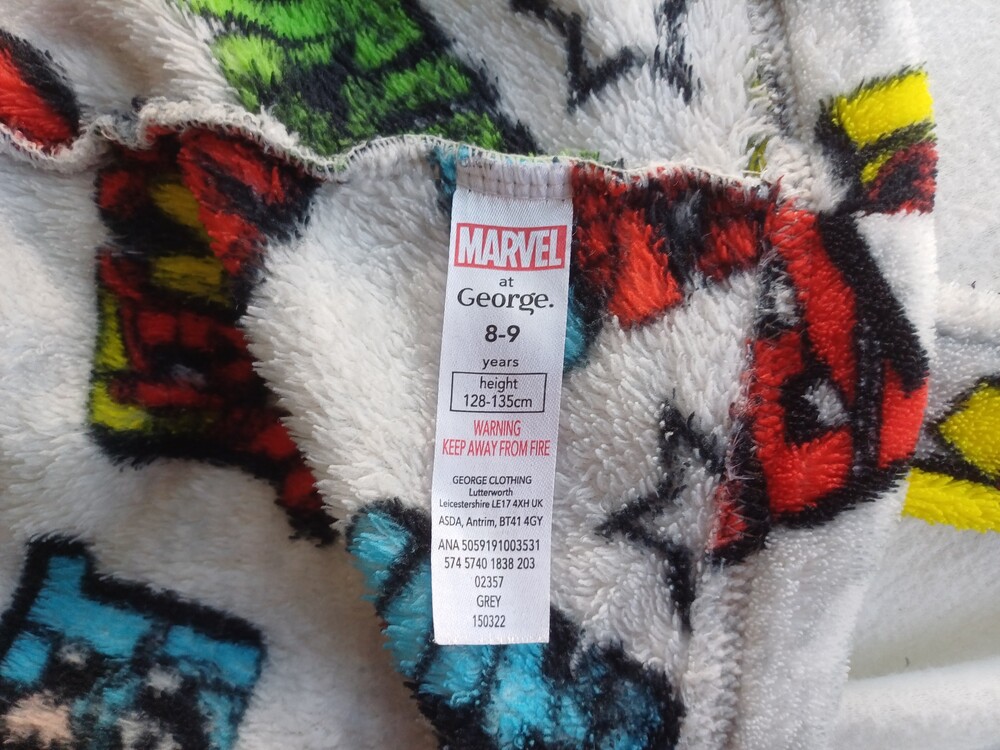 MARVEL
at
George.
8-9
years
height
128-135cm
WARNING
KEEP AWAY FROM FIRE
GEORGE CLOTHING
Lutterworth
Leicestershire LE17 4XH UK
ASDA, Antrim, BT41 4GY
ANA 5059191003531
574 5740 1838 203
02357
GREY
150322